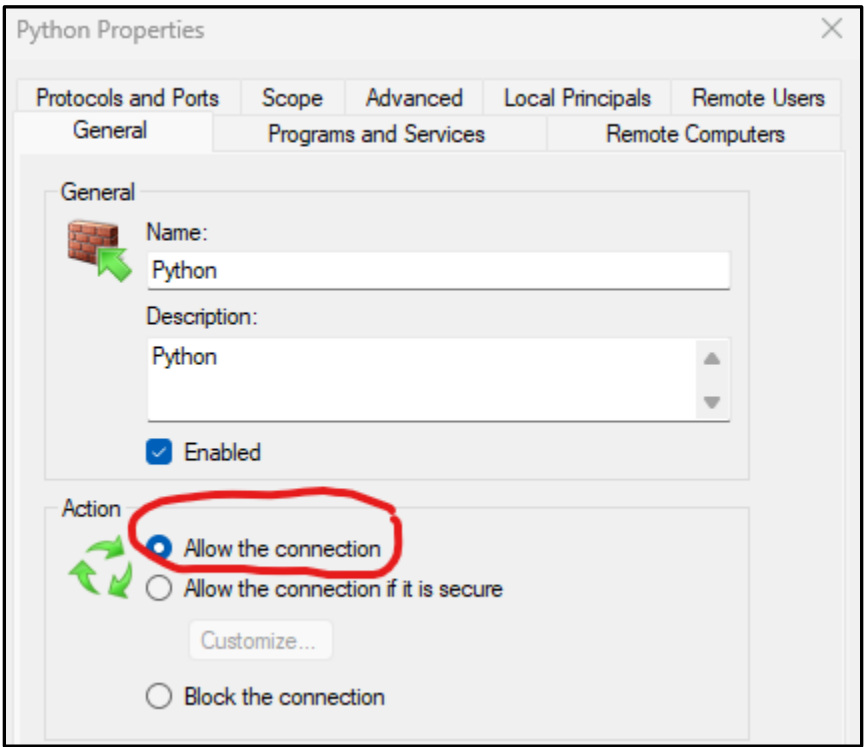 Python Properties
Protocols and Ports Scope Advanced Local Principals Remote Users
General Programs and Services Remote Computers
General
Name:
Python
Description:
Python
Enabled
Action
Allow the connection
Allow the connection if it is secure
Customize...
Block the connection